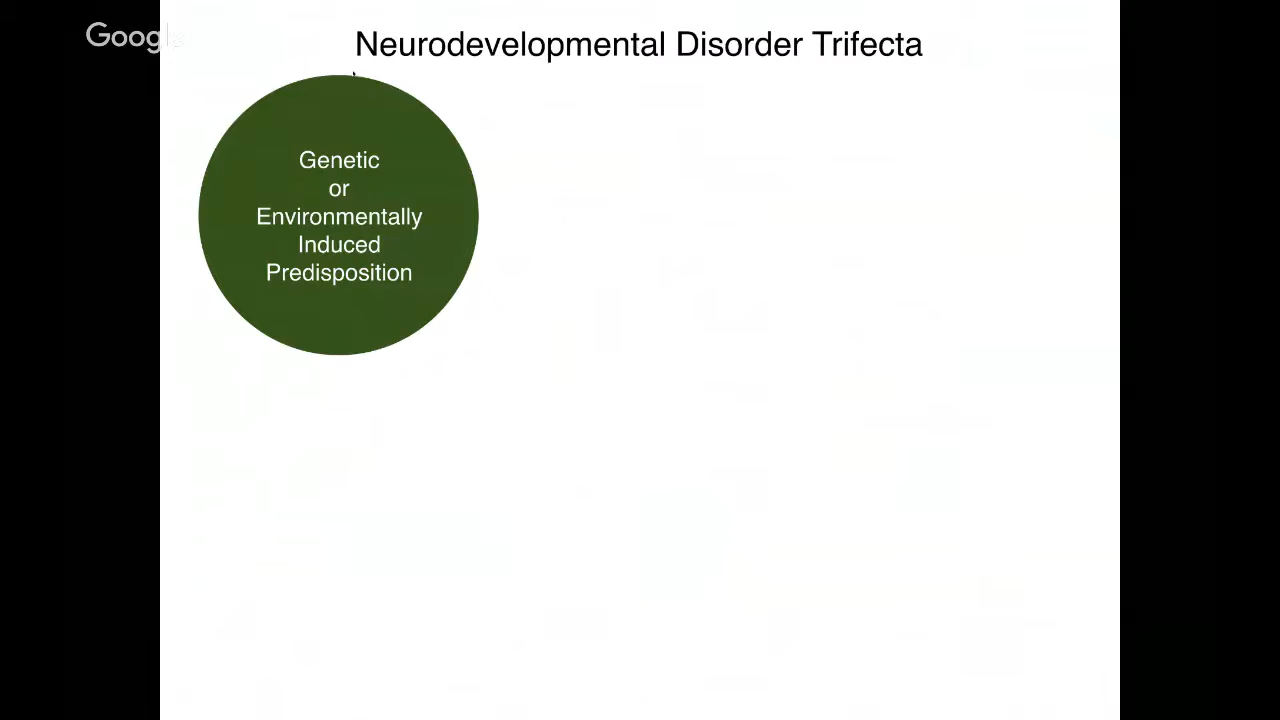 Google
Neurodevelopmental Disorder Trifecta
Genetic
or
Environmentally
Induced
Predisposition